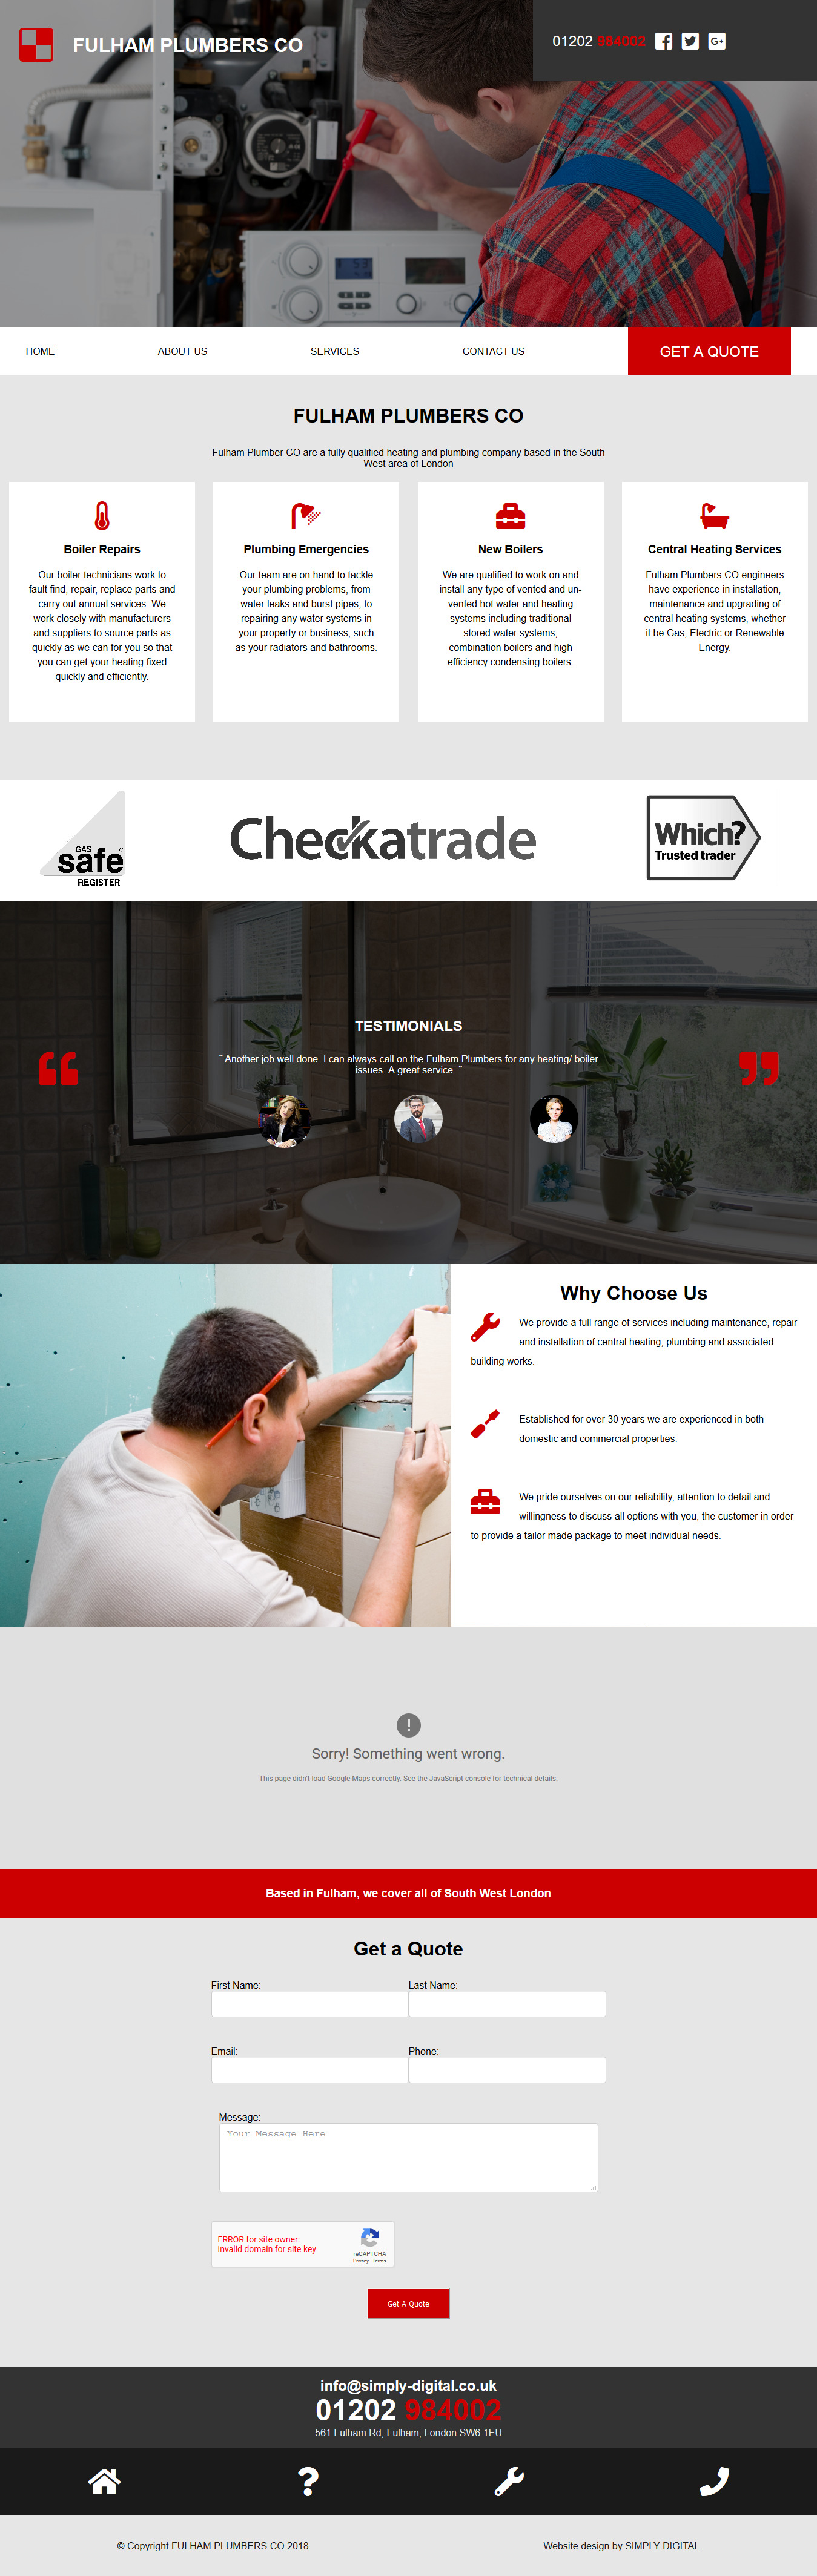 FULHAM PLUMBERS CO
01202 984002
HOME
ABOUT US
SERVICES
CONTACT US
GET A QUOTE
FULHAM PLUMBERS CO
Fulham Plumber CO are a fully qualified heating and plumbing company based in the South
West area of London
Boiler Repairs
Our boiler technicians work to
fault find, repair, replace parts and
carry out annual services. We
work closely with manufacturers
and suppliers to source parts as
quickly as we can for you so that
you can get your heating fixed
quickly and efficiently.
Plumbing Emergencies
Our team are on hand to tackle
your plumbing problems, from
water leaks and burst pipes, to
repairing any water systems in
your property or business, such
as your radiators and bathrooms.
New Boilers
We are qualified to work on and
install any type of vented and un-
vented hot water and heating
systems including traditional
stored water systems,
combination boilers and high
efficiency condensing boilers.
Central Heating Services
Fulham Plumbers CO engineers
have experience in installation,
maintenance and upgrading of
central heating systems, whether
it be Gas, Electric or Renewable
Energy.
GAS
safe
REGISTER
Checkatrade
Which?
Trusted trader
TESTIMONIALS
" Another job well done. I can always call on the Fulham Plumbers for any heating/ boiler
issues. A great service. "
Why Choose Us
We provide a full range of services including maintenance, repair
and installation of central heating, plumbing and associated
building works.
Established for over 30 years we are experienced in both
domestic and commercial properties.
We pride ourselves on our reliability, attention to detail and
willingness to discuss all options with you, the customer in order
to provide a tailor made package to meet individual needs.
Sorry! Something went wrong.
This page didn't load Google Maps correctly. See the JavaScript console for technical details.
Based in Fulham, we cover all of South West London
Get a Quote
First Name:
Last Name:
Email:
Phone:
Message:
Your Message Here
ERROR for site owner:
Invalid domain for site key
reCAPTCHA
Privacy - Terms
Get A Quote
info@simply-digital.co.uk
01202 984002
561 Fulham Rd, Fulham, London SW6 1EU
© Copyright FULHAM PLUMBERS CO 2018
Website design by SIMPLY DIGITAL